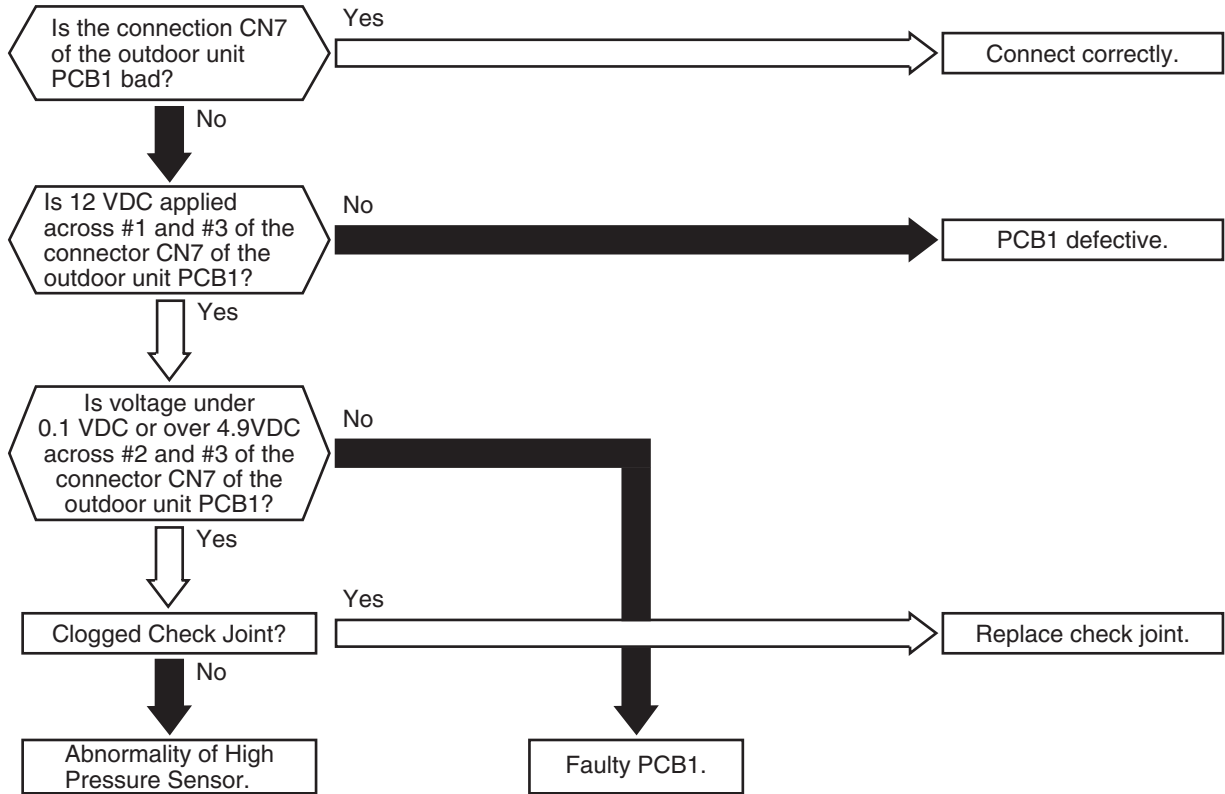 Is the connection CN7
of the outdoor unit
PCB1 bad?
Yes
Connect correctly.
No
Is 12 VDC applied
across #1 and #3 of the
connector CN7 of the
outdoor unit PCB1?
No
PCB1 defective.
Yes
Is voltage under
0.1 VDC or over 4.9VDC
across #2 and #3 of the
connector CN7 of the
outdoor unit PCB1?
No
Yes
Clogged Check Joint?
Yes
Replace check joint.
No
Abnormality of High
Pressure Sensor.
Faulty PCB1.